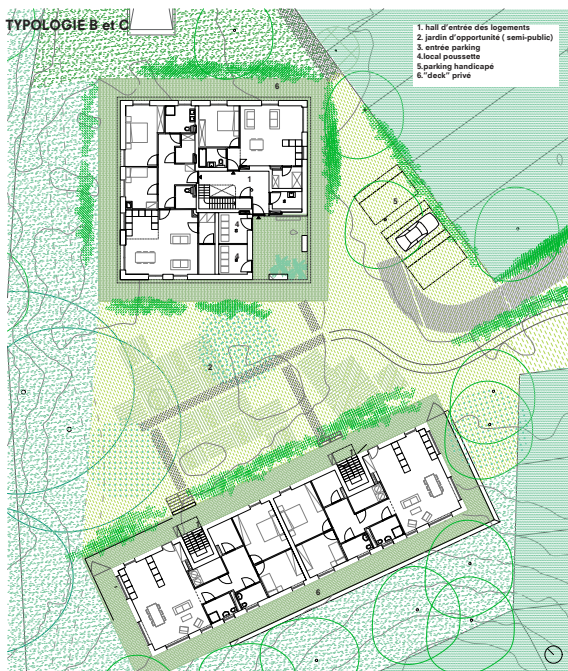 TYPOLOGIE B et C
1. hall d'entrée des logements
2. jardin d'opportunité ( semi-public)
3. entrée parking
4.local poussette
5.parking handicapé
6."deck" privé
6
1
5
4
2
6